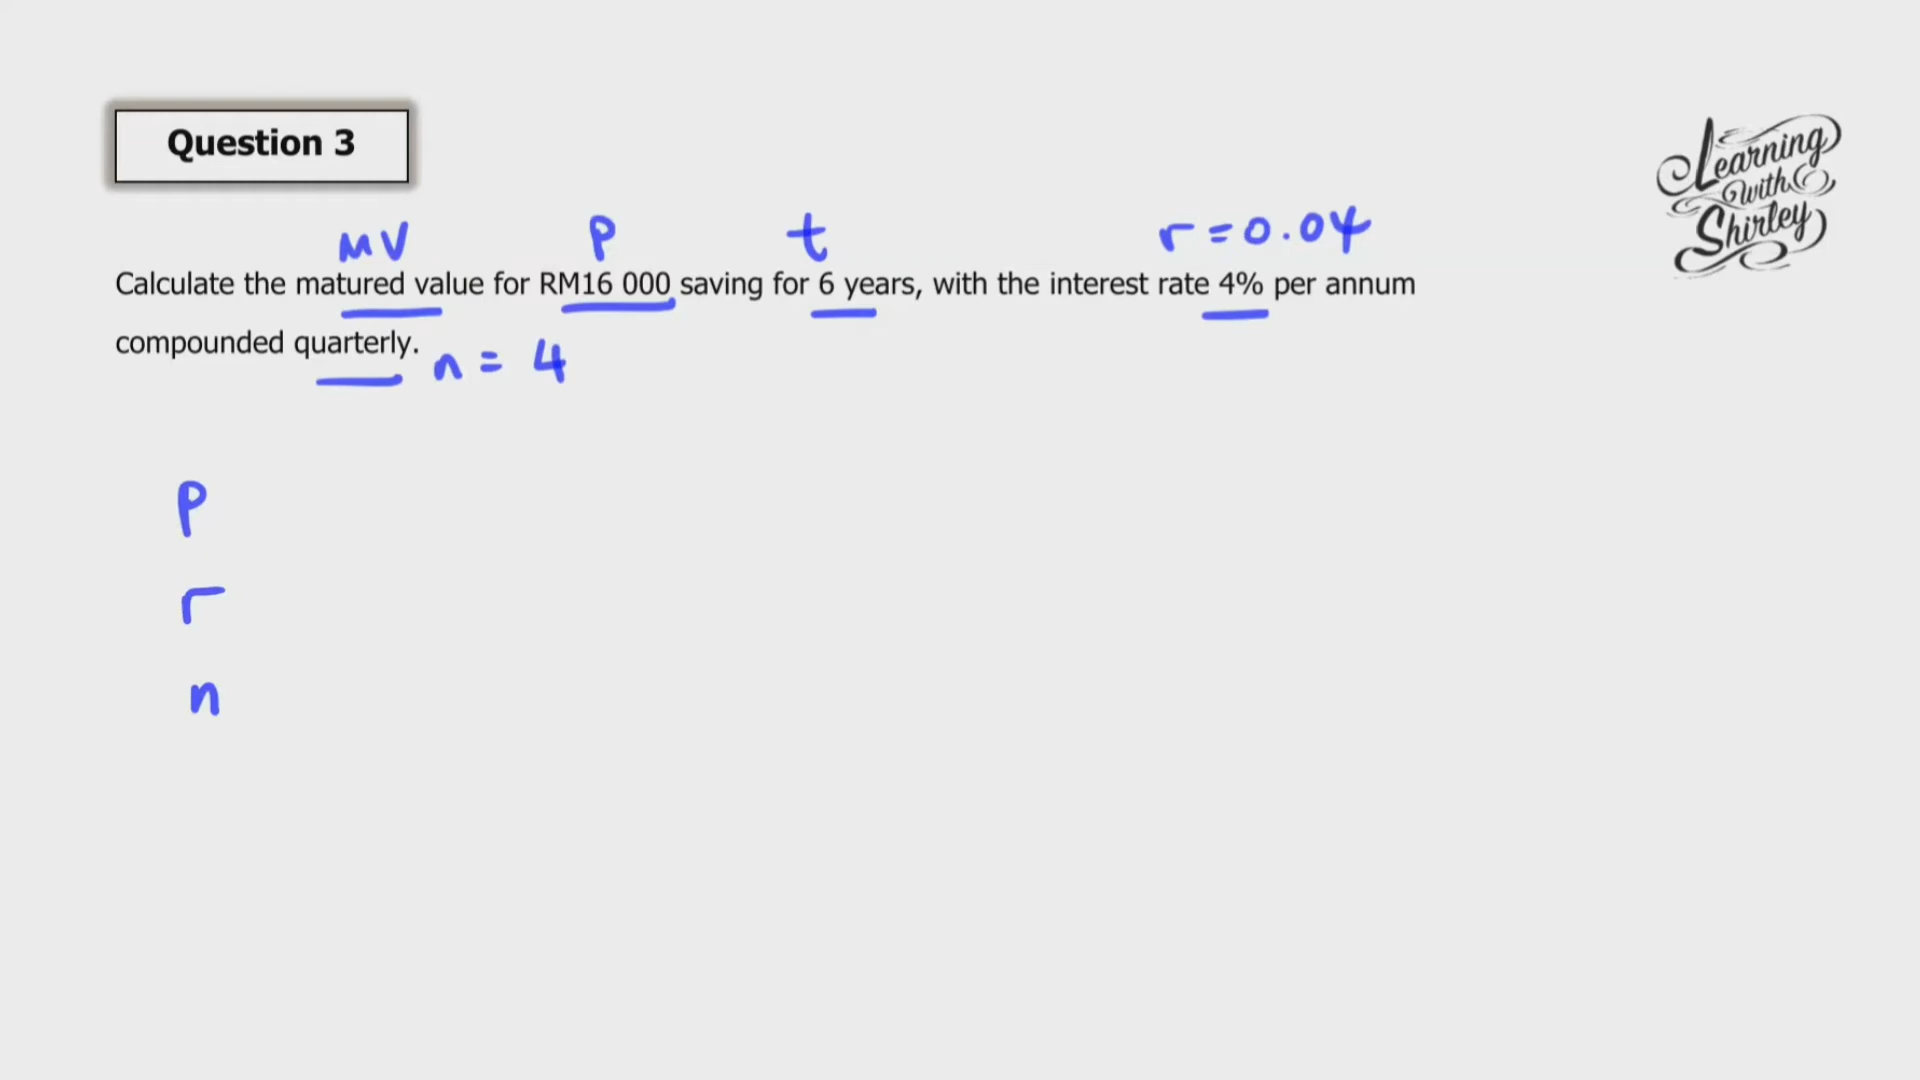 Question 3
Learning
with
Shirley
MV P t r = 0.04
Calculate the matured value for RM16 000 saving for 6 years, with the interest rate 4% per annum
compounded quarterly. n = 4
P
r
n